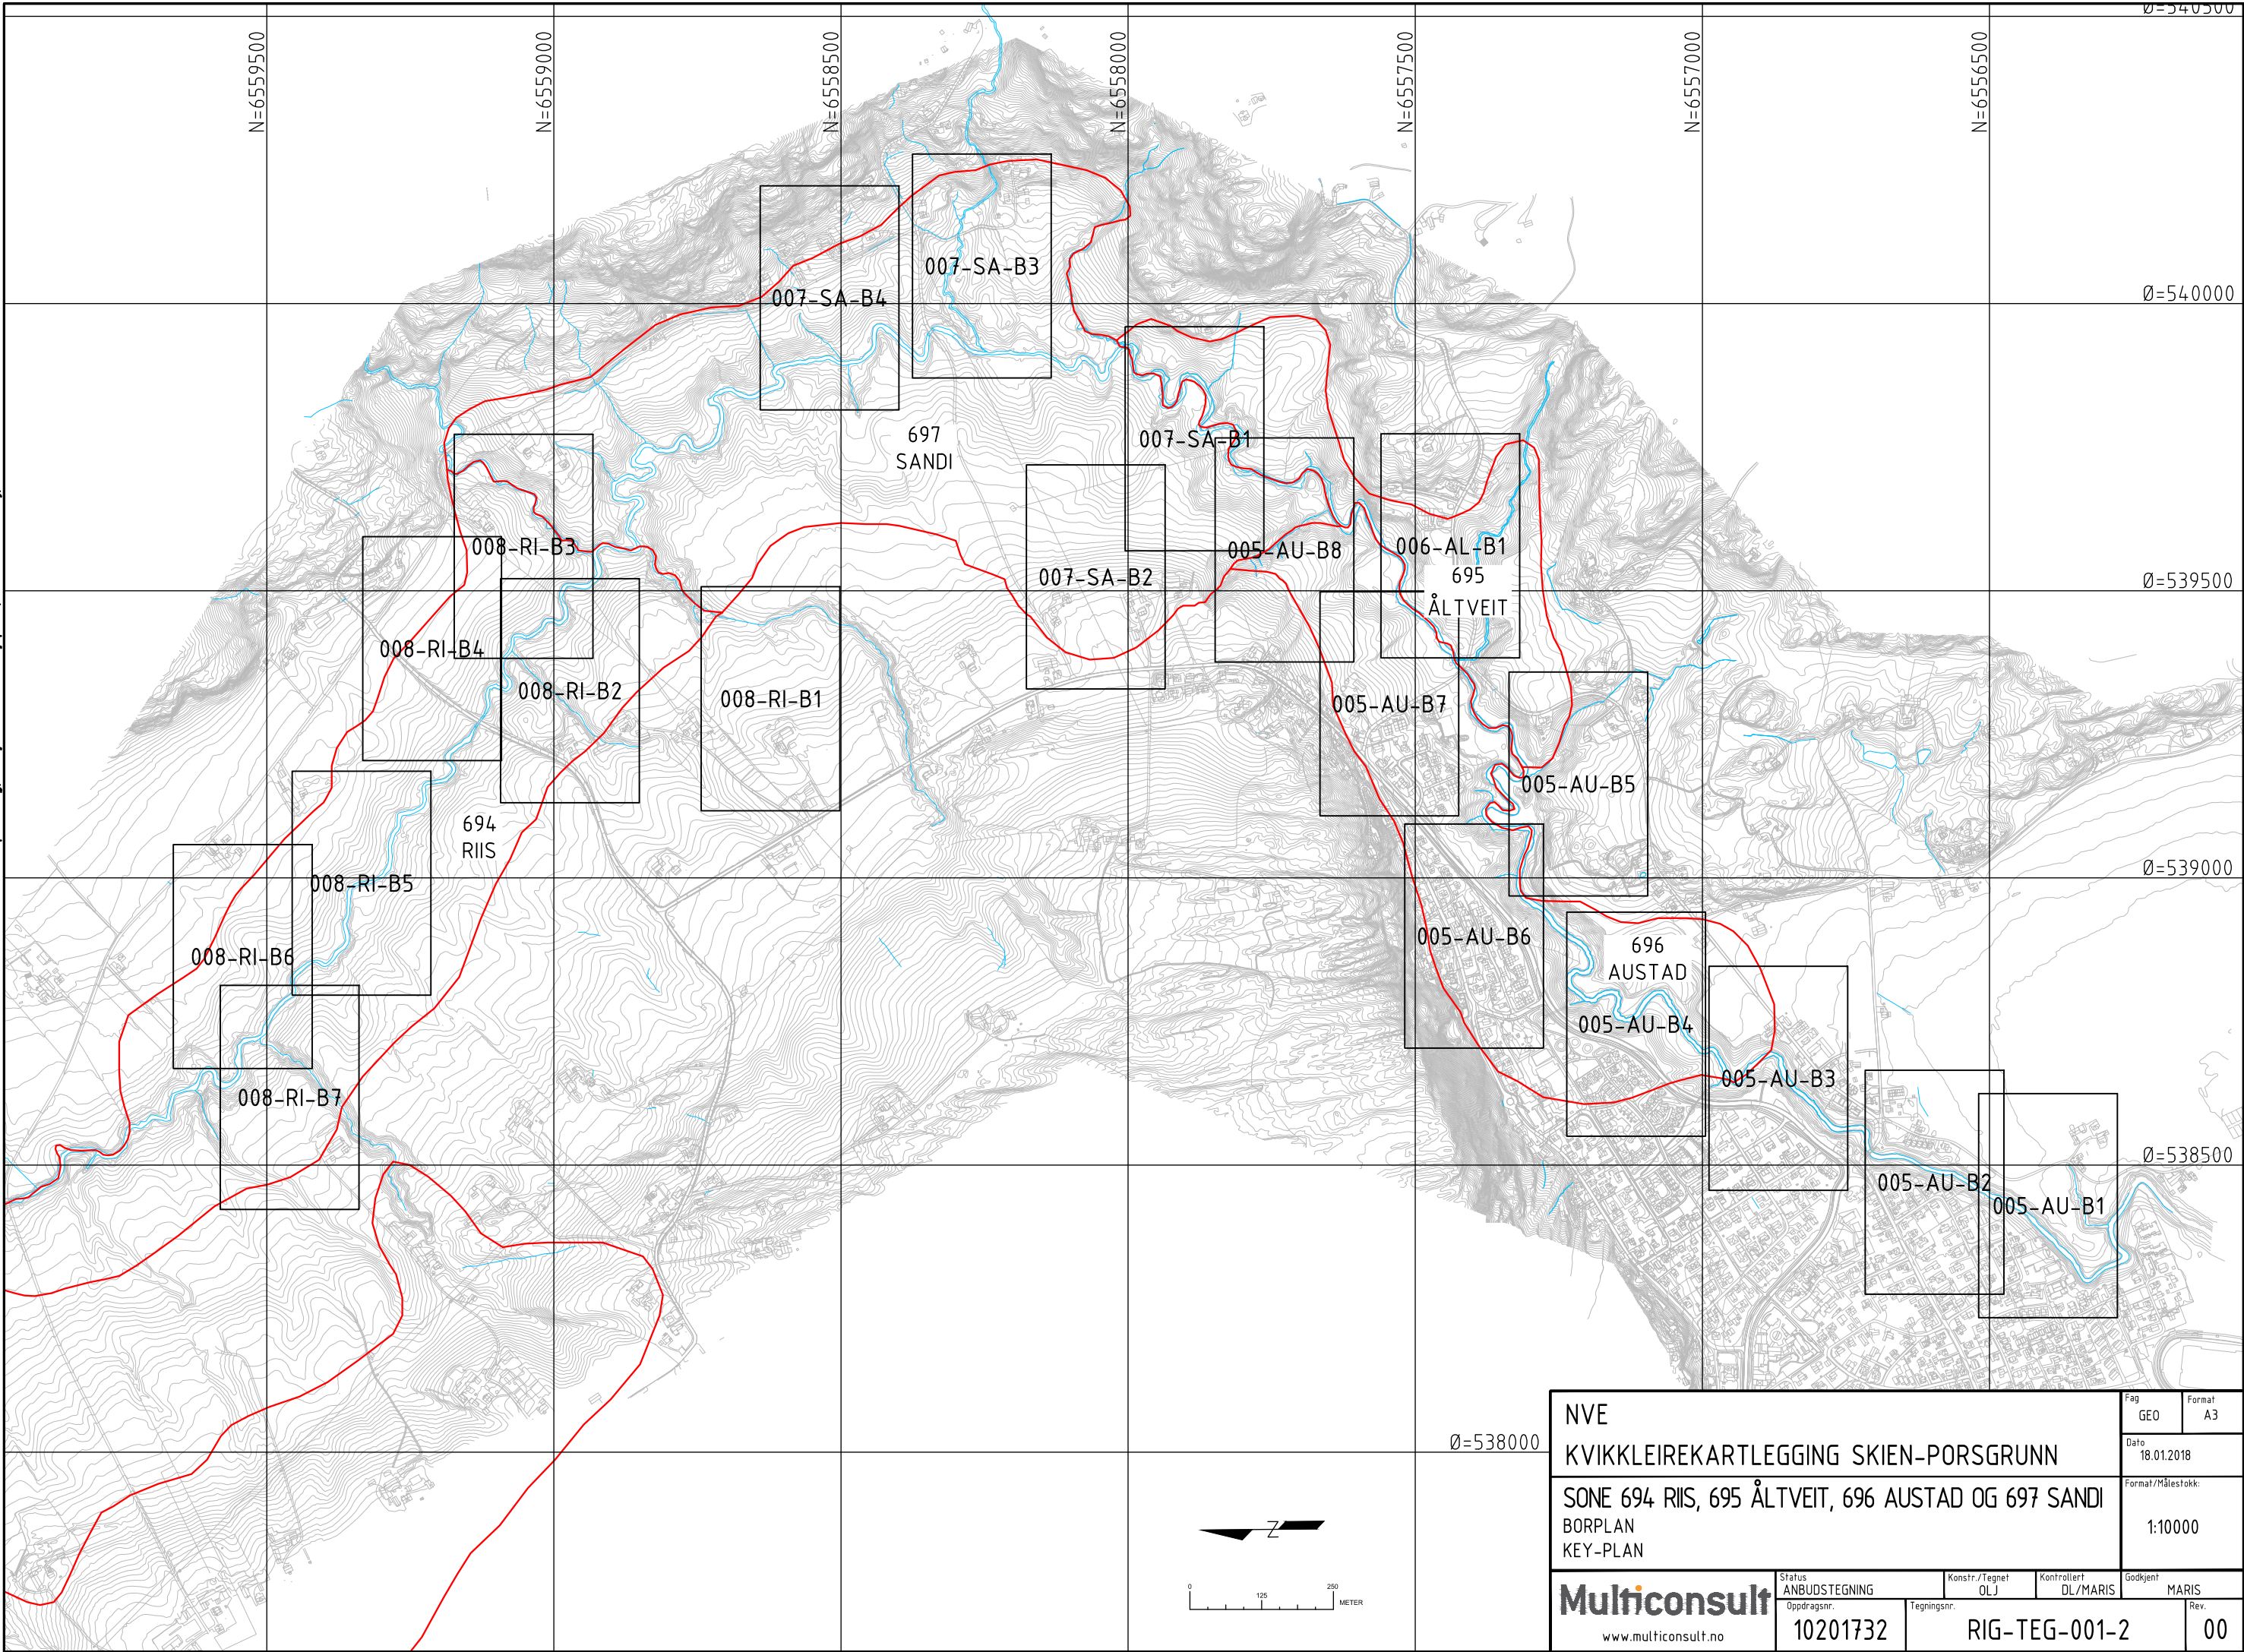 Ø=540500
N=6559500
N=6559000
N=6558500
N=6558000
N=6557500
N=6557000
N=6556500
007-SA-B3
007-SA-B4
Ø=540000
697
SANDI
007-SA-B1
008-RI-B3
005-AU-B8
006-AL-B1
007-SA-B2
695
ÅLTVEIT
Ø=539500
008-RI-B4
008-RI-B2
008-RI-B1
005-AU-B7
005-AU-B5
694
RIIS
008-RI-B5
Ø=539000
008-RI-B6
005-AU-B6
696
AUSTAD
005-AU-B4
008-RI-B7
005-AU-B3
Ø=538500
005-AU-B2
005-AU-B1
Ø=538000
Z
0 125 250
METER
NVE
KVIKKLEIREKARTLEGGING SKIEN-PORSGRUNN
SONE 694 RIIS, 695 ÅLTVEIT, 696 AUSTAD OG 697 SANDI
BORPLAN
KEY-PLAN
Fag
GEO
Format
A3
Dato
18.01.2018
Format/Målestokk:
1:10000
Multiconsult
www.multiconsult.no
Status
ANBUDSTEGNING
Konstr./Tegnet
OLJ
Kontrollert
DL/MARIS
Godkjent
MARIS
Oppdragsnr.
10201732
Tegningsnr.
RIG-TEG-001-2
Rev.
00